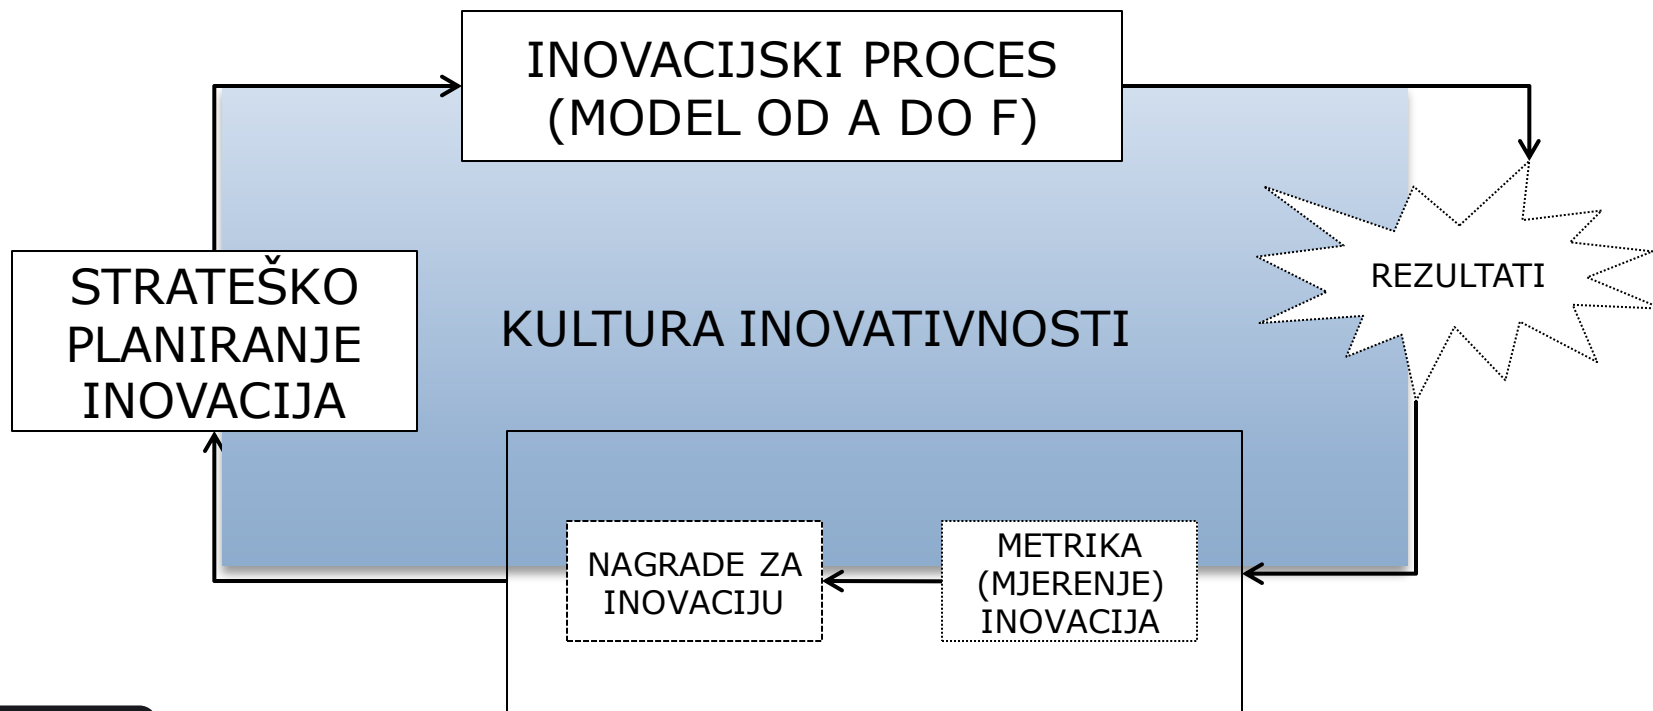 INOVACIJSKI PROCES
(MODEL OD A DO F)
REZULTATI
STRATEŠKO
PLANIRANJE
INOVACIJA
KULTURA INOVATIVNOSTI
NAGRADE ZA
INOVACIJU
METRIKA
(MJERENJE)
INOVACIJA